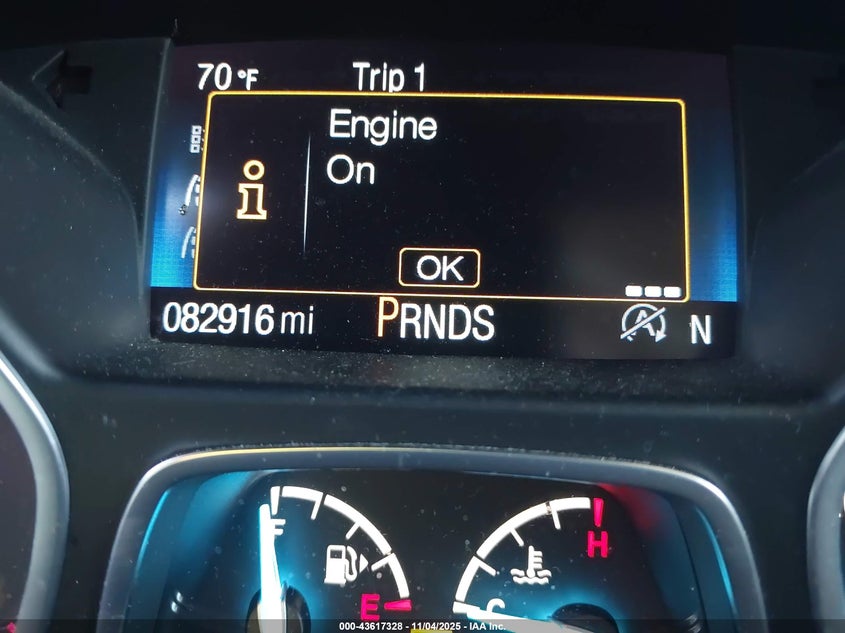 70 °F Trip 1
Engine
On
OK
082916 mi PRNDS A N
F H
E C
000-43617328 - 11/04/2025 - IAA Inc.